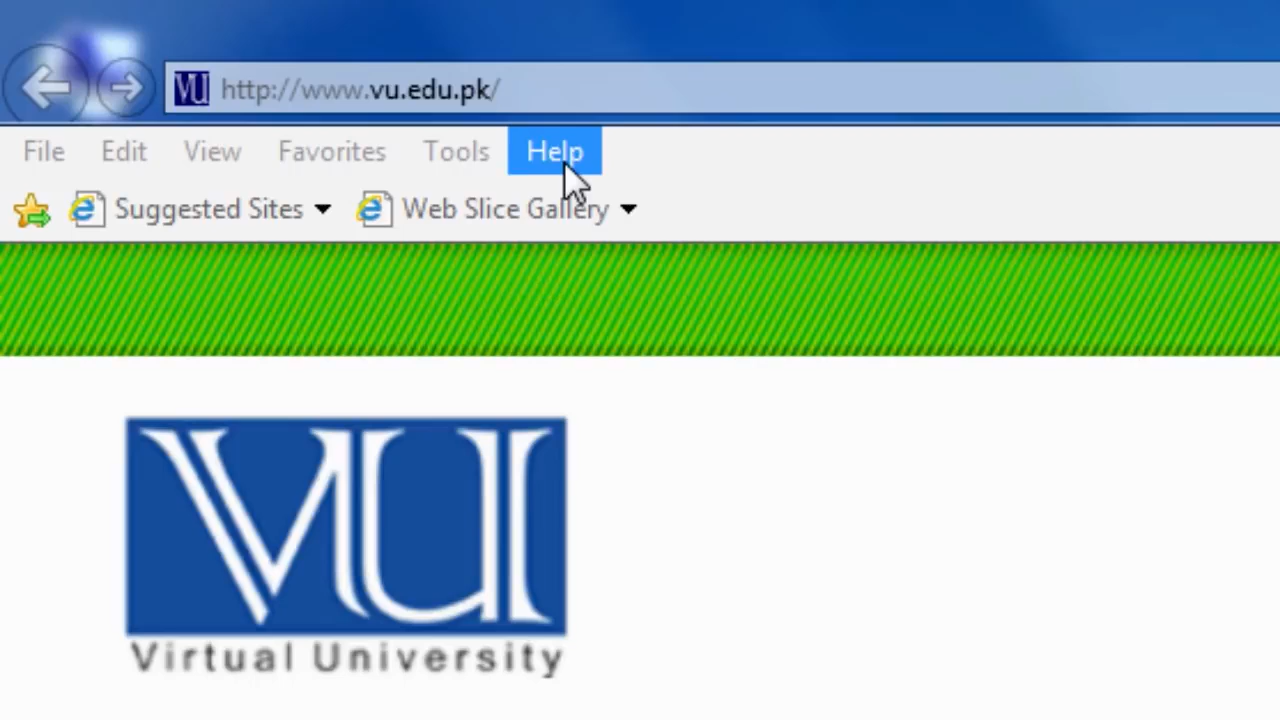 VU http://www.vu.edu.pk/
File Edit View Favorites Tools Help
Suggested Sites Web Slice Gallery
VU
Virtual University